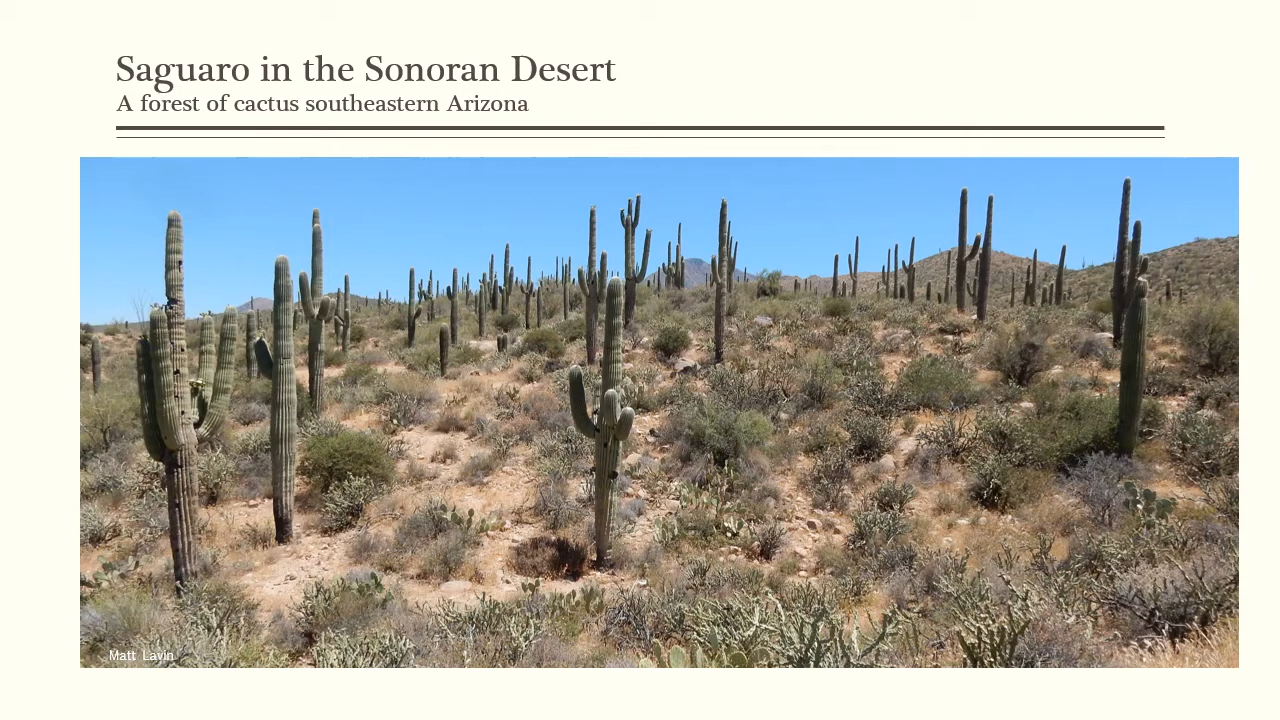 Saguaro in the Sonoran Desert
A forest of cactus southeastern Arizona
Matt Lavin